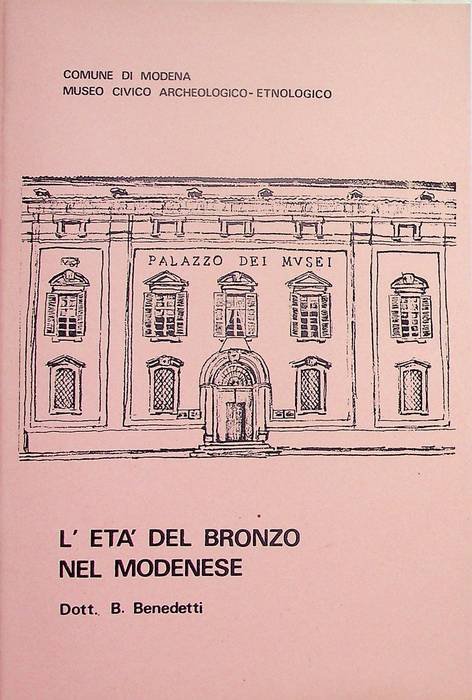 COMUNE DI MODENA
MUSEO CIVICO ARCHEOLOGICO-ETNOLOGICO
PALAZZO DEI MVSEI
L' ETA' DEL BRONZO
NEL MODENESE
Dott. B. Benedetti